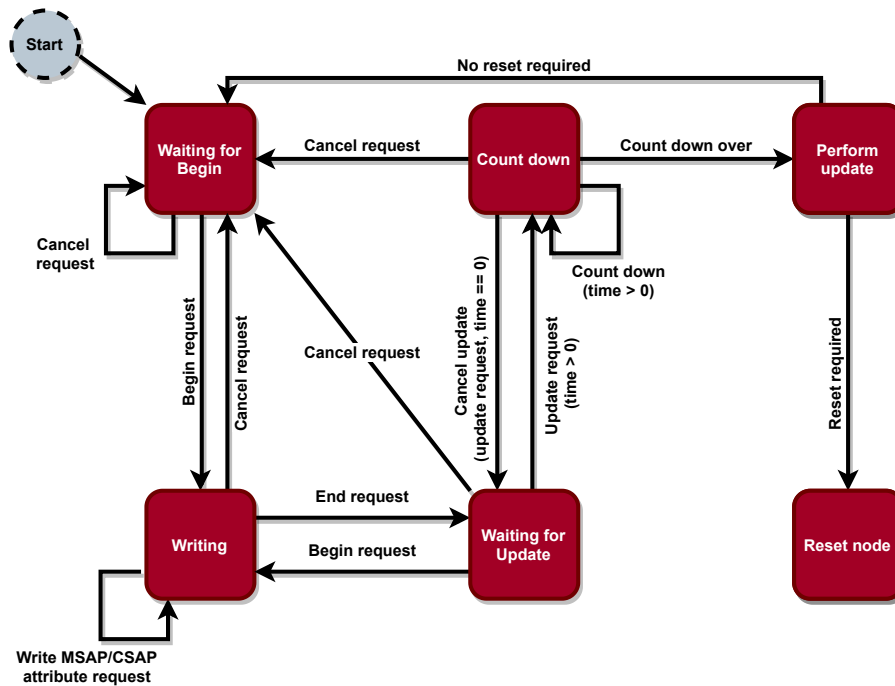 Start
No reset required
Waiting for
Begin
Cancel request
Count down
Count down over
Perform
update
Cancel
request
Count down
(time > 0)
Begin request
Cancel request
Cancel request
Cancel update
(update request, time == 0)
Update request
(time > 0)
Reset required
End request
Writing
Begin request
Waiting for
Update
Reset node
Write MSAP/CSAP
attribute request